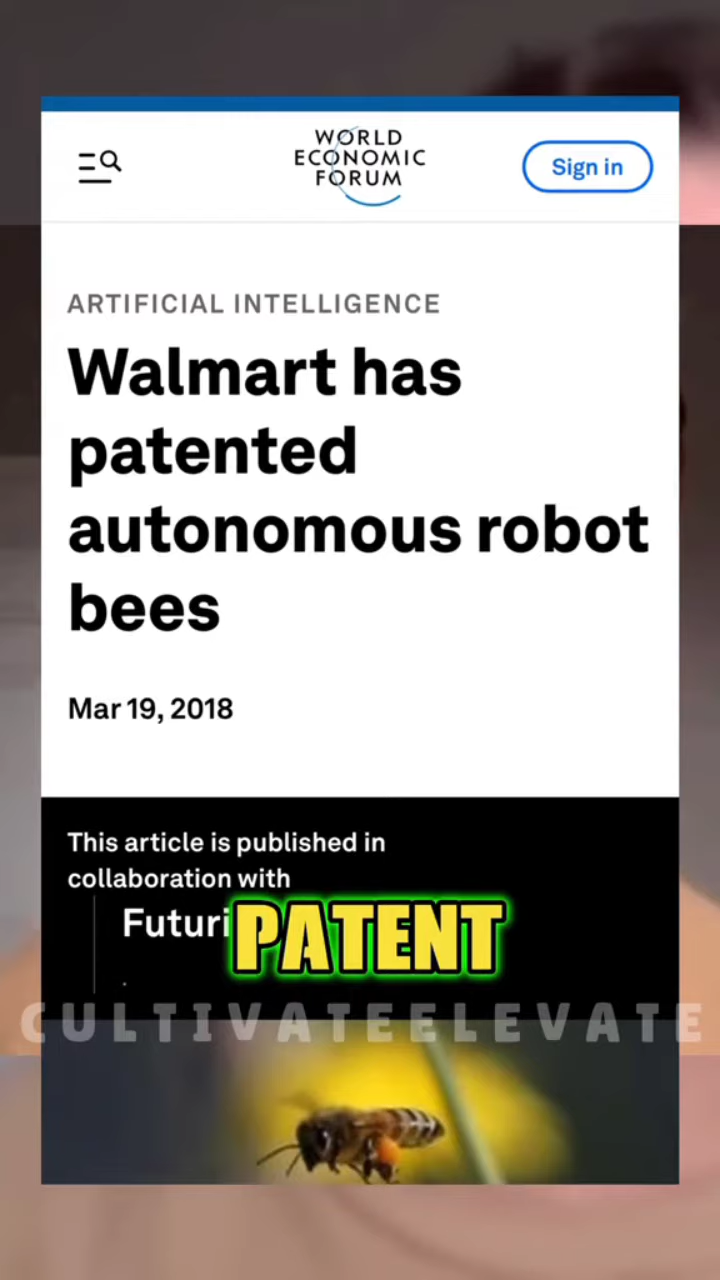 WORLD
ECONOMIC
FORUM
Sign in
ARTIFICIAL INTELLIGENCE
Walmart has
patented
autonomous robot
bees
Mar 19, 2018
This article is published in
collaboration with
Futuri
PATENT
CULTIVATEELEVATE